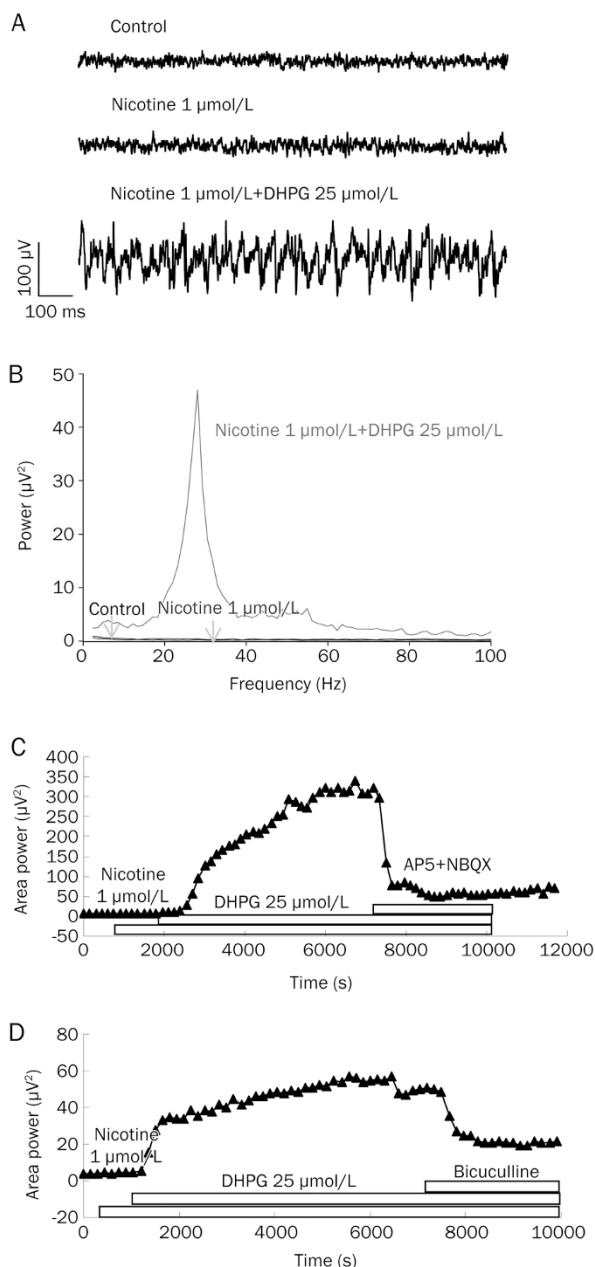 A
Control
Nicotine 1 μmol/L
Nicotine 1 μmol/L+DHPG 25 μmol/L
100 μV
100 ms
B
50
40
30
20
10
0
Power (μV²)
Nicotine 1 μmol/L+DHPG 25 μmol/L
Control
Nicotine 1 μmol/L
0 20 40 60 80 100
Frequency (Hz)
C
400
350
300
250
200
150
100
50
0
-50
Area power (μV²)
Nicotine
1 μmol/L
AP5+NBQX
DHPG 25 μmol/L
0 2000 4000 6000 8000 10000 12000
Time (s)
D
80
60
40
20
0
-20
Area power (μV²)
Nicotine
1 μmol/L
DHPG 25 μmol/L
Bicuculline
0 2000 4000 6000 8000 10000
Time (s)